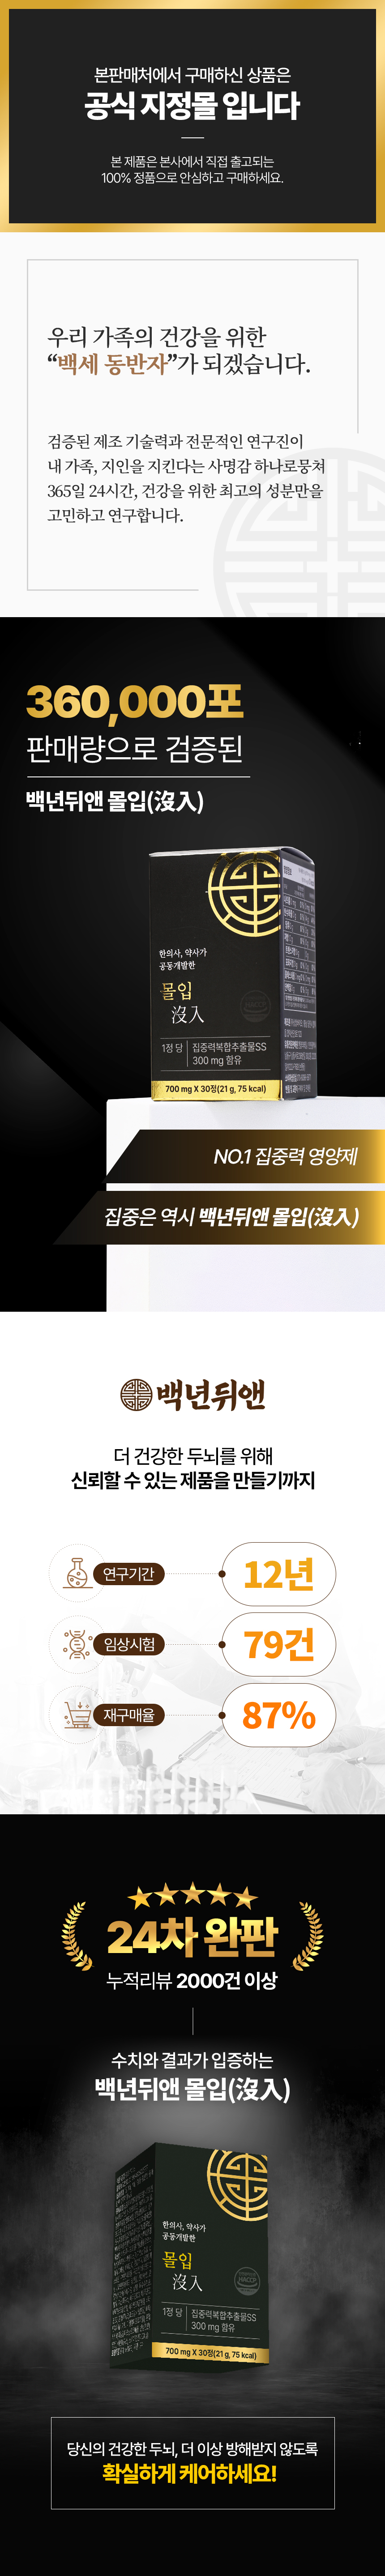 본판매처에서 구매하신 상품은
공식 지정몰 입니다
본 제품은 본사에서 직접 출고되는
100% 정품으로 안심하고 구매하세요.
우리 가족의 건강을 위한
“백세 동반자”가 되겠습니다.
검증된 제조 기술력과 전문적인 연구진이
내 가족, 지인을 지킨다는 사명감 하나로뭉쳐
365일 24시간, 건강을 위한 최고의 성분만을
고민하고 연구합니다.
360,000포
판매량으로 검증된
백년뒤앤 몰입(沒入)
한의사, 약사가
공동개발한
몰입
沒入
HACCP
1정 당 집중력복합추출물SS
300 mg 함유
700 mg X 30정(21 g, 75 kcal)
NO.1 집중력 영양제
집중은 역시 백년뒤앤 몰입(沒入)
백년뒤앤
더 건강한 두뇌를 위해
신뢰할 수 있는 제품을 만들기까지
연구기간 12년
임상시험 79건
재구매율 87%
24차 완판
누적리뷰 2000건 이상
수치와 결과가 입증하는
백년뒤앤 몰입(沒入)
한의사, 약사가
공동개발한
몰입
沒入
HACCP
1정 당 집중력복합추출물SS
300 mg 함유
700 mg X 30정(21 g, 75 kcal)
당신의 건강한 두뇌, 더 이상 방해받지 않도록
확실하게 케어하세요!